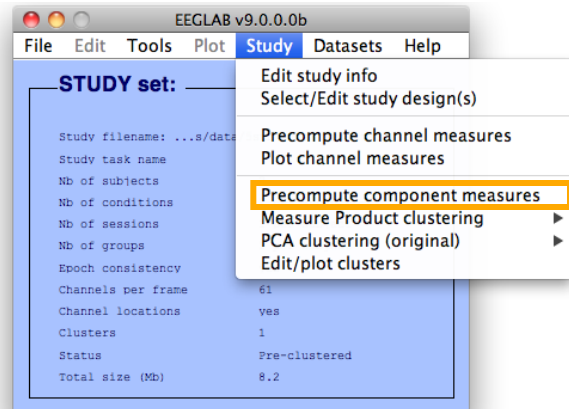 EEGLAB v9.0.0.0b
File Edit Tools Plot Study Datasets Help
STUDY set:
Edit study info
Select/Edit study design(s)
Precompute channel measures
Plot channel measures
Precompute component measures
Measure Product clustering
PCA clustering (original)
Edit/plot clusters
Study filename: ...s/data
Study task name
Nb of subjects
Nb of conditions
Nb of sessions
Nb of groups
Epoch consistency
Channels per frame 61
Channel locations yes
Clusters 1
Status Pre-clustered
Total size (Mb) 8.2